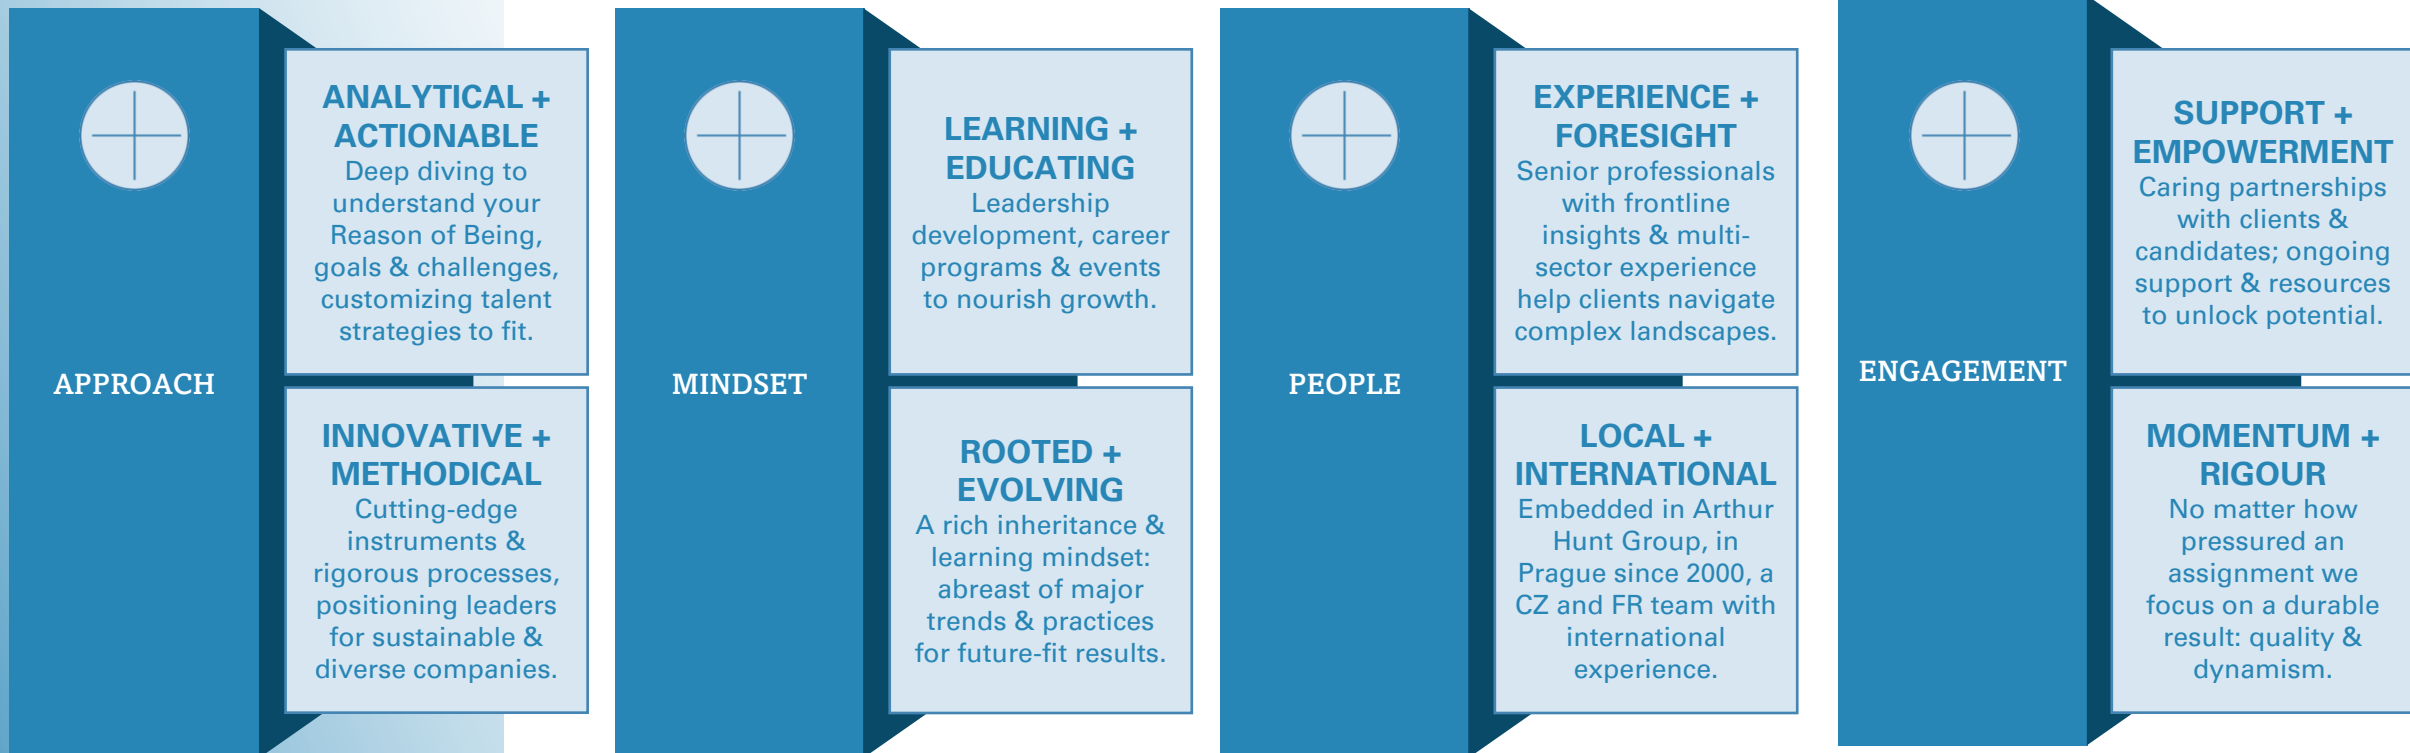 APPROACH
ANALYTICAL +
ACTIONABLE
Deep diving to
understand your
Reason of Being,
goals & challenges,
customizing talent
strategies to fit.
INNOVATIVE +
METHODICAL
Cutting-edge
instruments &
rigorous processes,
positioning leaders
for sustainable &
diverse companies.
MINDSET
LEARNING +
EDUCATING
Leadership
development, career
programs & events
to nourish growth.
ROOTED +
EVOLVING
A rich inheritance &
learning mindset:
abreast of major
trends & practices
for future-fit results.
PEOPLE
EXPERIENCE +
FORESIGHT
Senior professionals
with frontline
insights & multi-
sector experience
help clients navigate
complex landscapes.
LOCAL +
INTERNATIONAL
Embedded in Arthur
Hunt Group, in
Prague since 2000, a
CZ and FR team with
international
experience.
ENGAGEMENT
SUPPORT +
EMPOWERMENT
Caring partnerships
with clients &
candidates; ongoing
support & resources
to unlock potential.
MOMENTUM +
RIGOUR
No matter how
pressured an
assignment we
focus on a durable
result: quality &
dynamism.